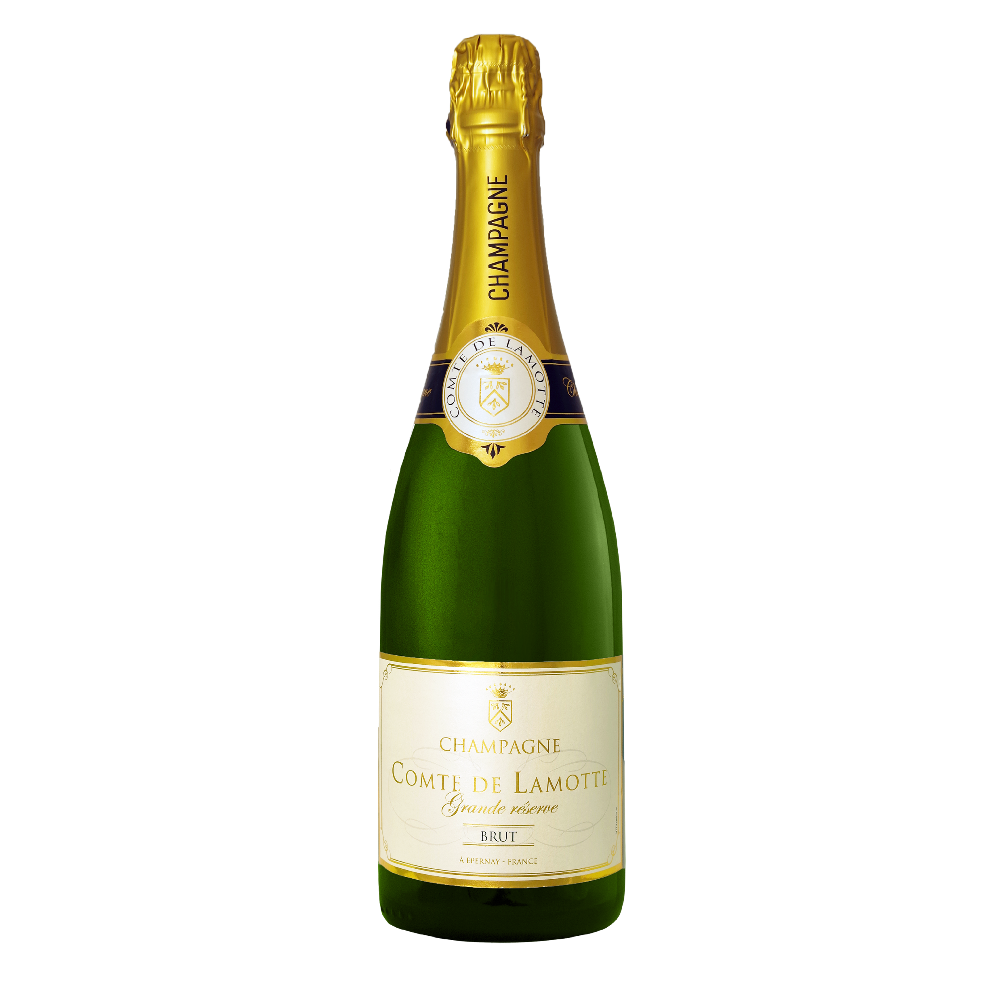 CHAMPAGNE
COMTE DE LAMOTTE
CHAMPAGNE
COMTE DE LAMOTTE
Grande réserve
BRUT
À EPERNAY - FRANCE